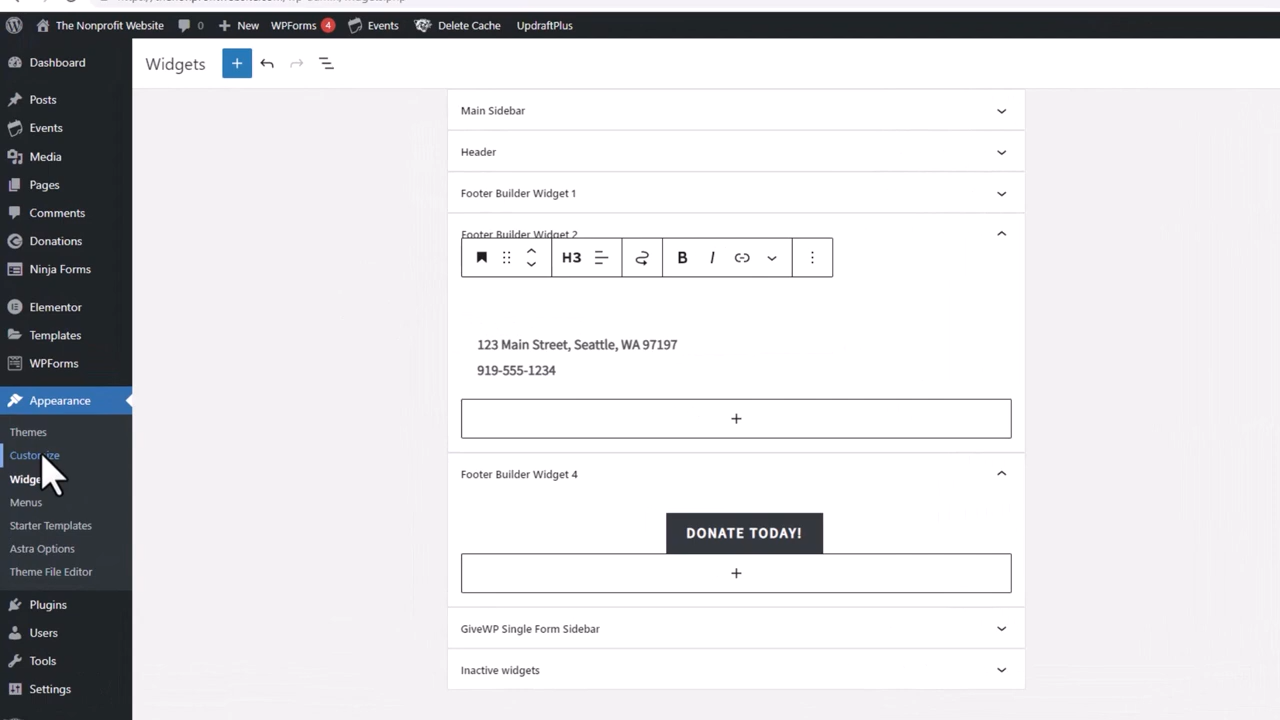 The Nonprofit Website 0 New WPForms 4 Events Delete Cache UpdraftPlus
Dashboard
Posts
Events
Media
Pages
Comments
Donations
Ninja Forms
Elementor
Templates
WPForms
Appearance
Themes
Customize
Menus
Starter Templates
Astra Options
Theme File Editor
Plugins
Users
Tools
Settings
Widgets
Main Sidebar
Header
Footer Builder Widget 1
Footer Builder Widget 2
H3 B I
123 Main Street, Seattle, WA 97197
919-555-1234
Footer Builder Widget 4
DONATE TODAY!
GiveWP Single Form Sidebar
Inactive widgets